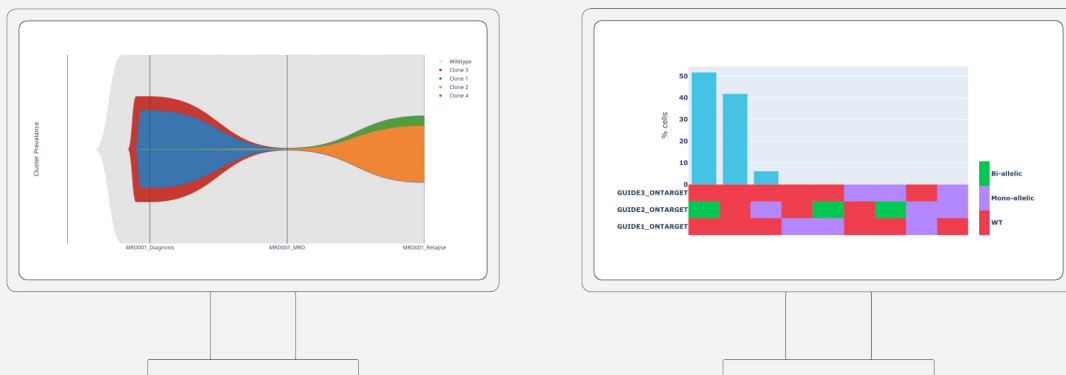 Cluster Prevalance
Wildtype
Clone 3
Clone 1
Clone 2
Clone 4
MRD001_Diagnosis
MRD001_MRD
MRD001_Relapse
% cells
50
40
30
20
10
0
GUIDE3_ONTARGET
GUIDE2_ONTARGET
GUIDE1_ONTARGET
Bi-allelic
Mono-allelic
WT